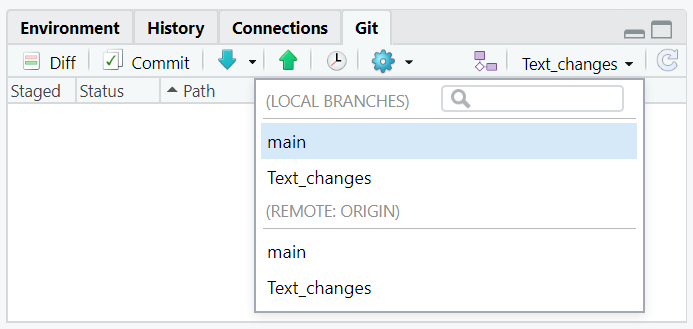 Environment History Connections Git
Diff Commit Text_changes
Staged Status Path
(LOCAL BRANCHES)
main
Text_changes
(REMOTE: ORIGIN)
main
Text_changes